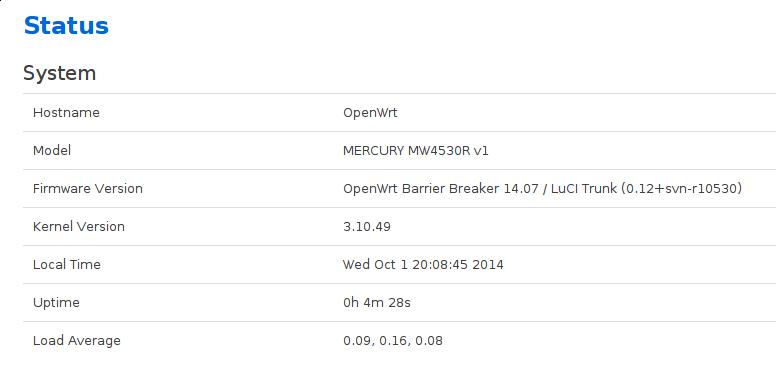 Status
System
Hostname OpenWrt
Model MERCURY MW4530R v1
Firmware Version OpenWrt Barrier Breaker 14.07 / LuCI Trunk (0.12+svn-r10530)
Kernel Version 3.10.49
Local Time Wed Oct 1 20:08:45 2014
Uptime 0h 4m 28s
Load Average 0.09, 0.16, 0.08